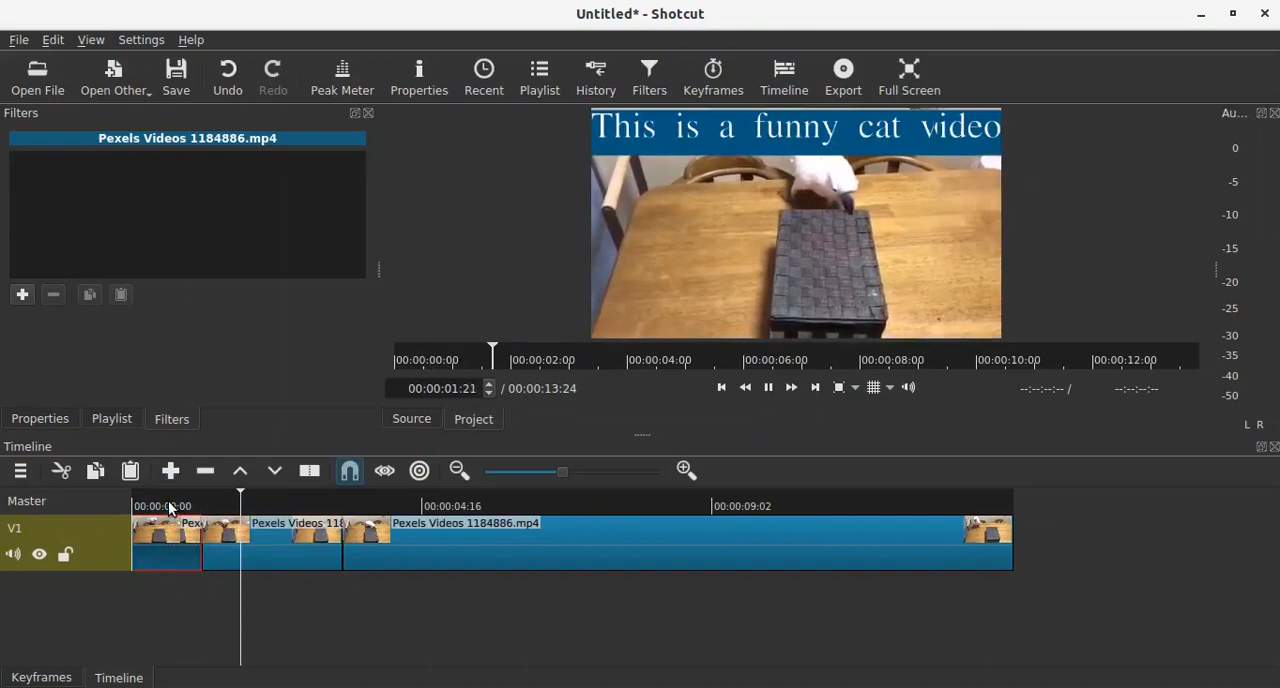 Untitled* - Shotcut
File Edit View Settings Help
Open File Open Other Save Undo Redo Peak Meter Properties Recent Playlist History Filters Keyframes Timeline Export Full Screen
Filters
Au...
Pexels Videos 1184886.mp4
This is a funny cat video
0
-5
-10
-15
-20
-25
-30
-35
-40
-50
L R
00:00:00:00 00:00:02:00 00:00:04:00 00:00:06:00 00:00:08:00 00:00:10:00 00:00:12:00
00:00:01:21 / 00:00:13:24
--:--:--:-- / --:--:--:--
Properties Playlist Filters
Source Project
Timeline
Master
00:00:00:00 00:00:04:16 00:00:09:02
V1
Pex Pexels Videos 118 Pexels Videos 1184886.mp4
Keyframes Timeline